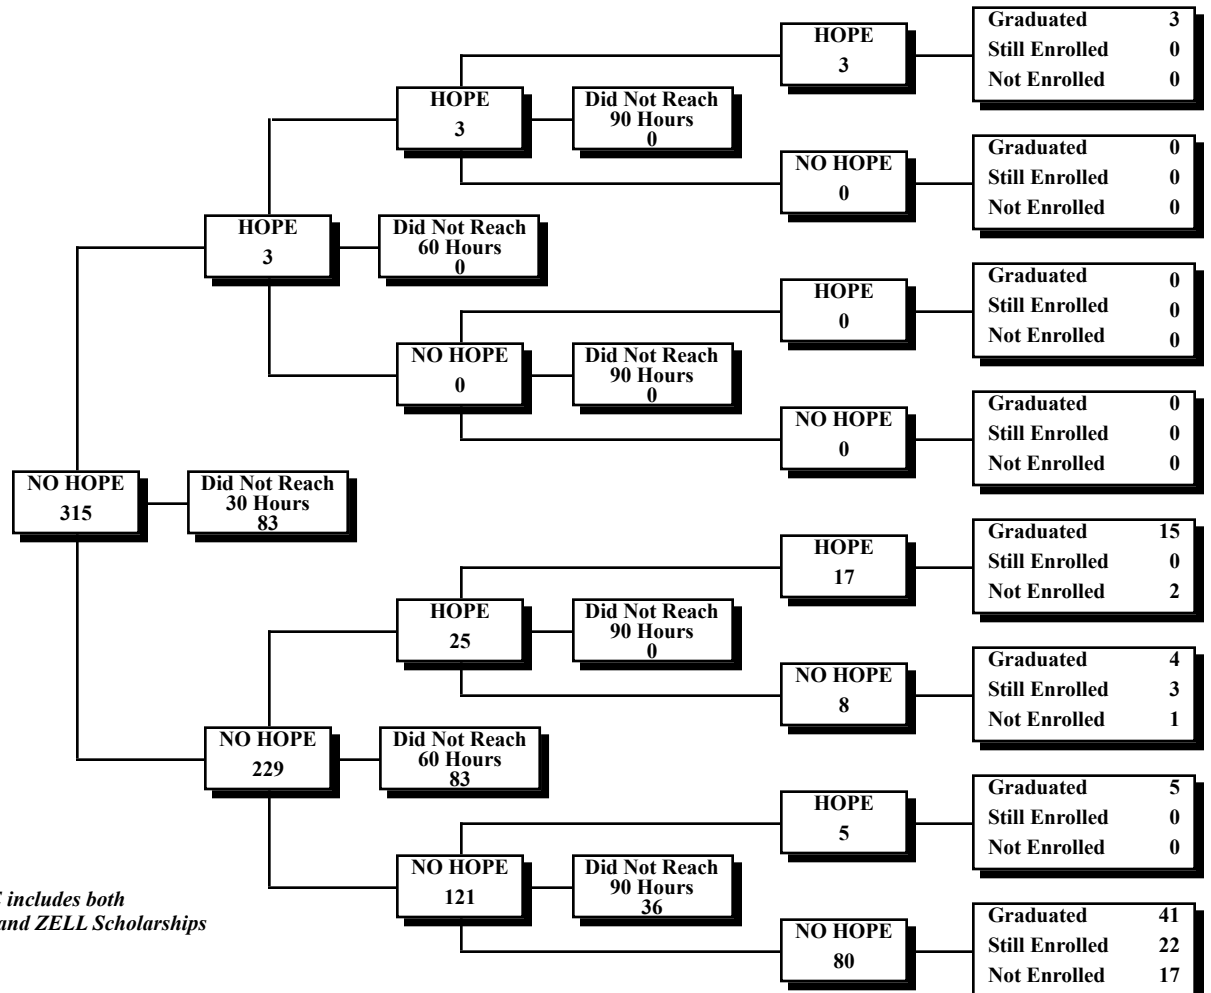 HOPE
3
Graduated 3
Still Enrolled 0
Not Enrolled 0
HOPE
3
Did Not Reach
90 Hours
0
NO HOPE
0
Graduated 0
Still Enrolled 0
Not Enrolled 0
HOPE
3
Did Not Reach
60 Hours
0
HOPE
0
Graduated 0
Still Enrolled 0
Not Enrolled 0
NO HOPE
0
Did Not Reach
90 Hours
0
NO HOPE
0
Graduated 0
Still Enrolled 0
Not Enrolled 0
NO HOPE
315
Did Not Reach
30 Hours
83
HOPE
17
Graduated 15
Still Enrolled 0
Not Enrolled 2
HOPE
25
Did Not Reach
90 Hours
0
NO HOPE
8
Graduated 4
Still Enrolled 3
Not Enrolled 1
NO HOPE
229
Did Not Reach
60 Hours
83
HOPE
5
Graduated 5
Still Enrolled 0
Not Enrolled 0
NO HOPE
121
Did Not Reach
90 Hours
36
NO HOPE
80
Graduated 41
Still Enrolled 22
Not Enrolled 17
includes both
and ZELL Scholarships